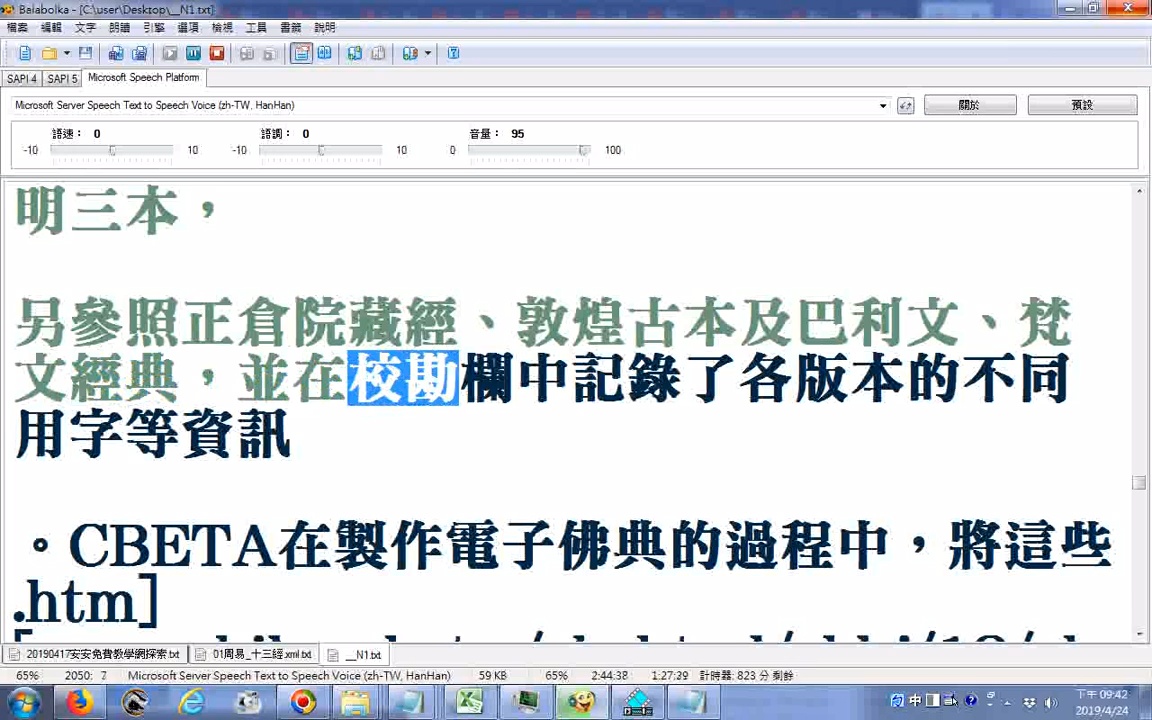 Balabolka - [C:\user\Desktop\__N1.txt]
檔案 編輯 文字 朗讀 引擎 選項 檢視 工具 書籤 說明
SAPI 4 SAPI 5 Microsoft Speech Platform
Microsoft Server Speech Text to Speech Voice (zh-TW, HanHan) 關於 預設
語速： 0 語調： 0 音量： 95
-10 10 -10 10 0 100
明三本，
另參照正倉院藏經、敦煌古本及巴利文、梵
文經典，並在校勘欄中記錄了各版本的不同
用字等資訊
。CBETA在製作電子佛典的過程中，將這些
.htm]
20190417安安免費教學網探索.txt 01周易_十三經.xml.txt __N1.txt
65% 2050: 7 Microsoft Server Speech Text to Speech Voice (zh-TW, HanHan) 59 KB 65% 2:44:38 1:27:39 計時器: 823 分 剩餘
中 下午 09:42
2019/4/24